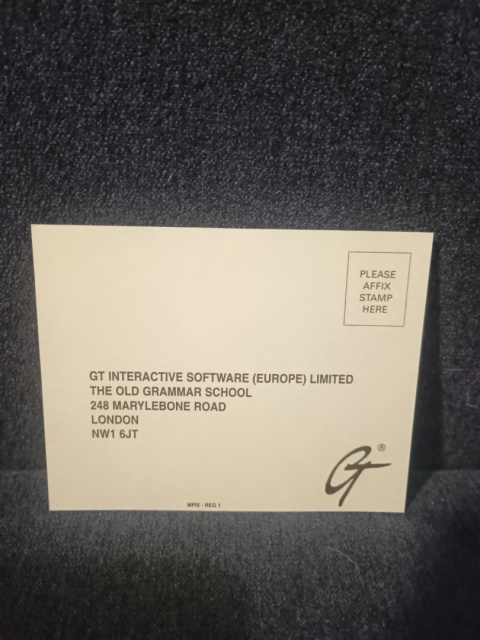 PLEASE
AFFIX
STAMP
HERE
GT INTERACTIVE SOFTWARE (EUROPE) LIMITED
THE OLD GRAMMAR SCHOOL
248 MARYLEBONE ROAD
LONDON
NW1 6JT
GT®
MPIX - REG 1